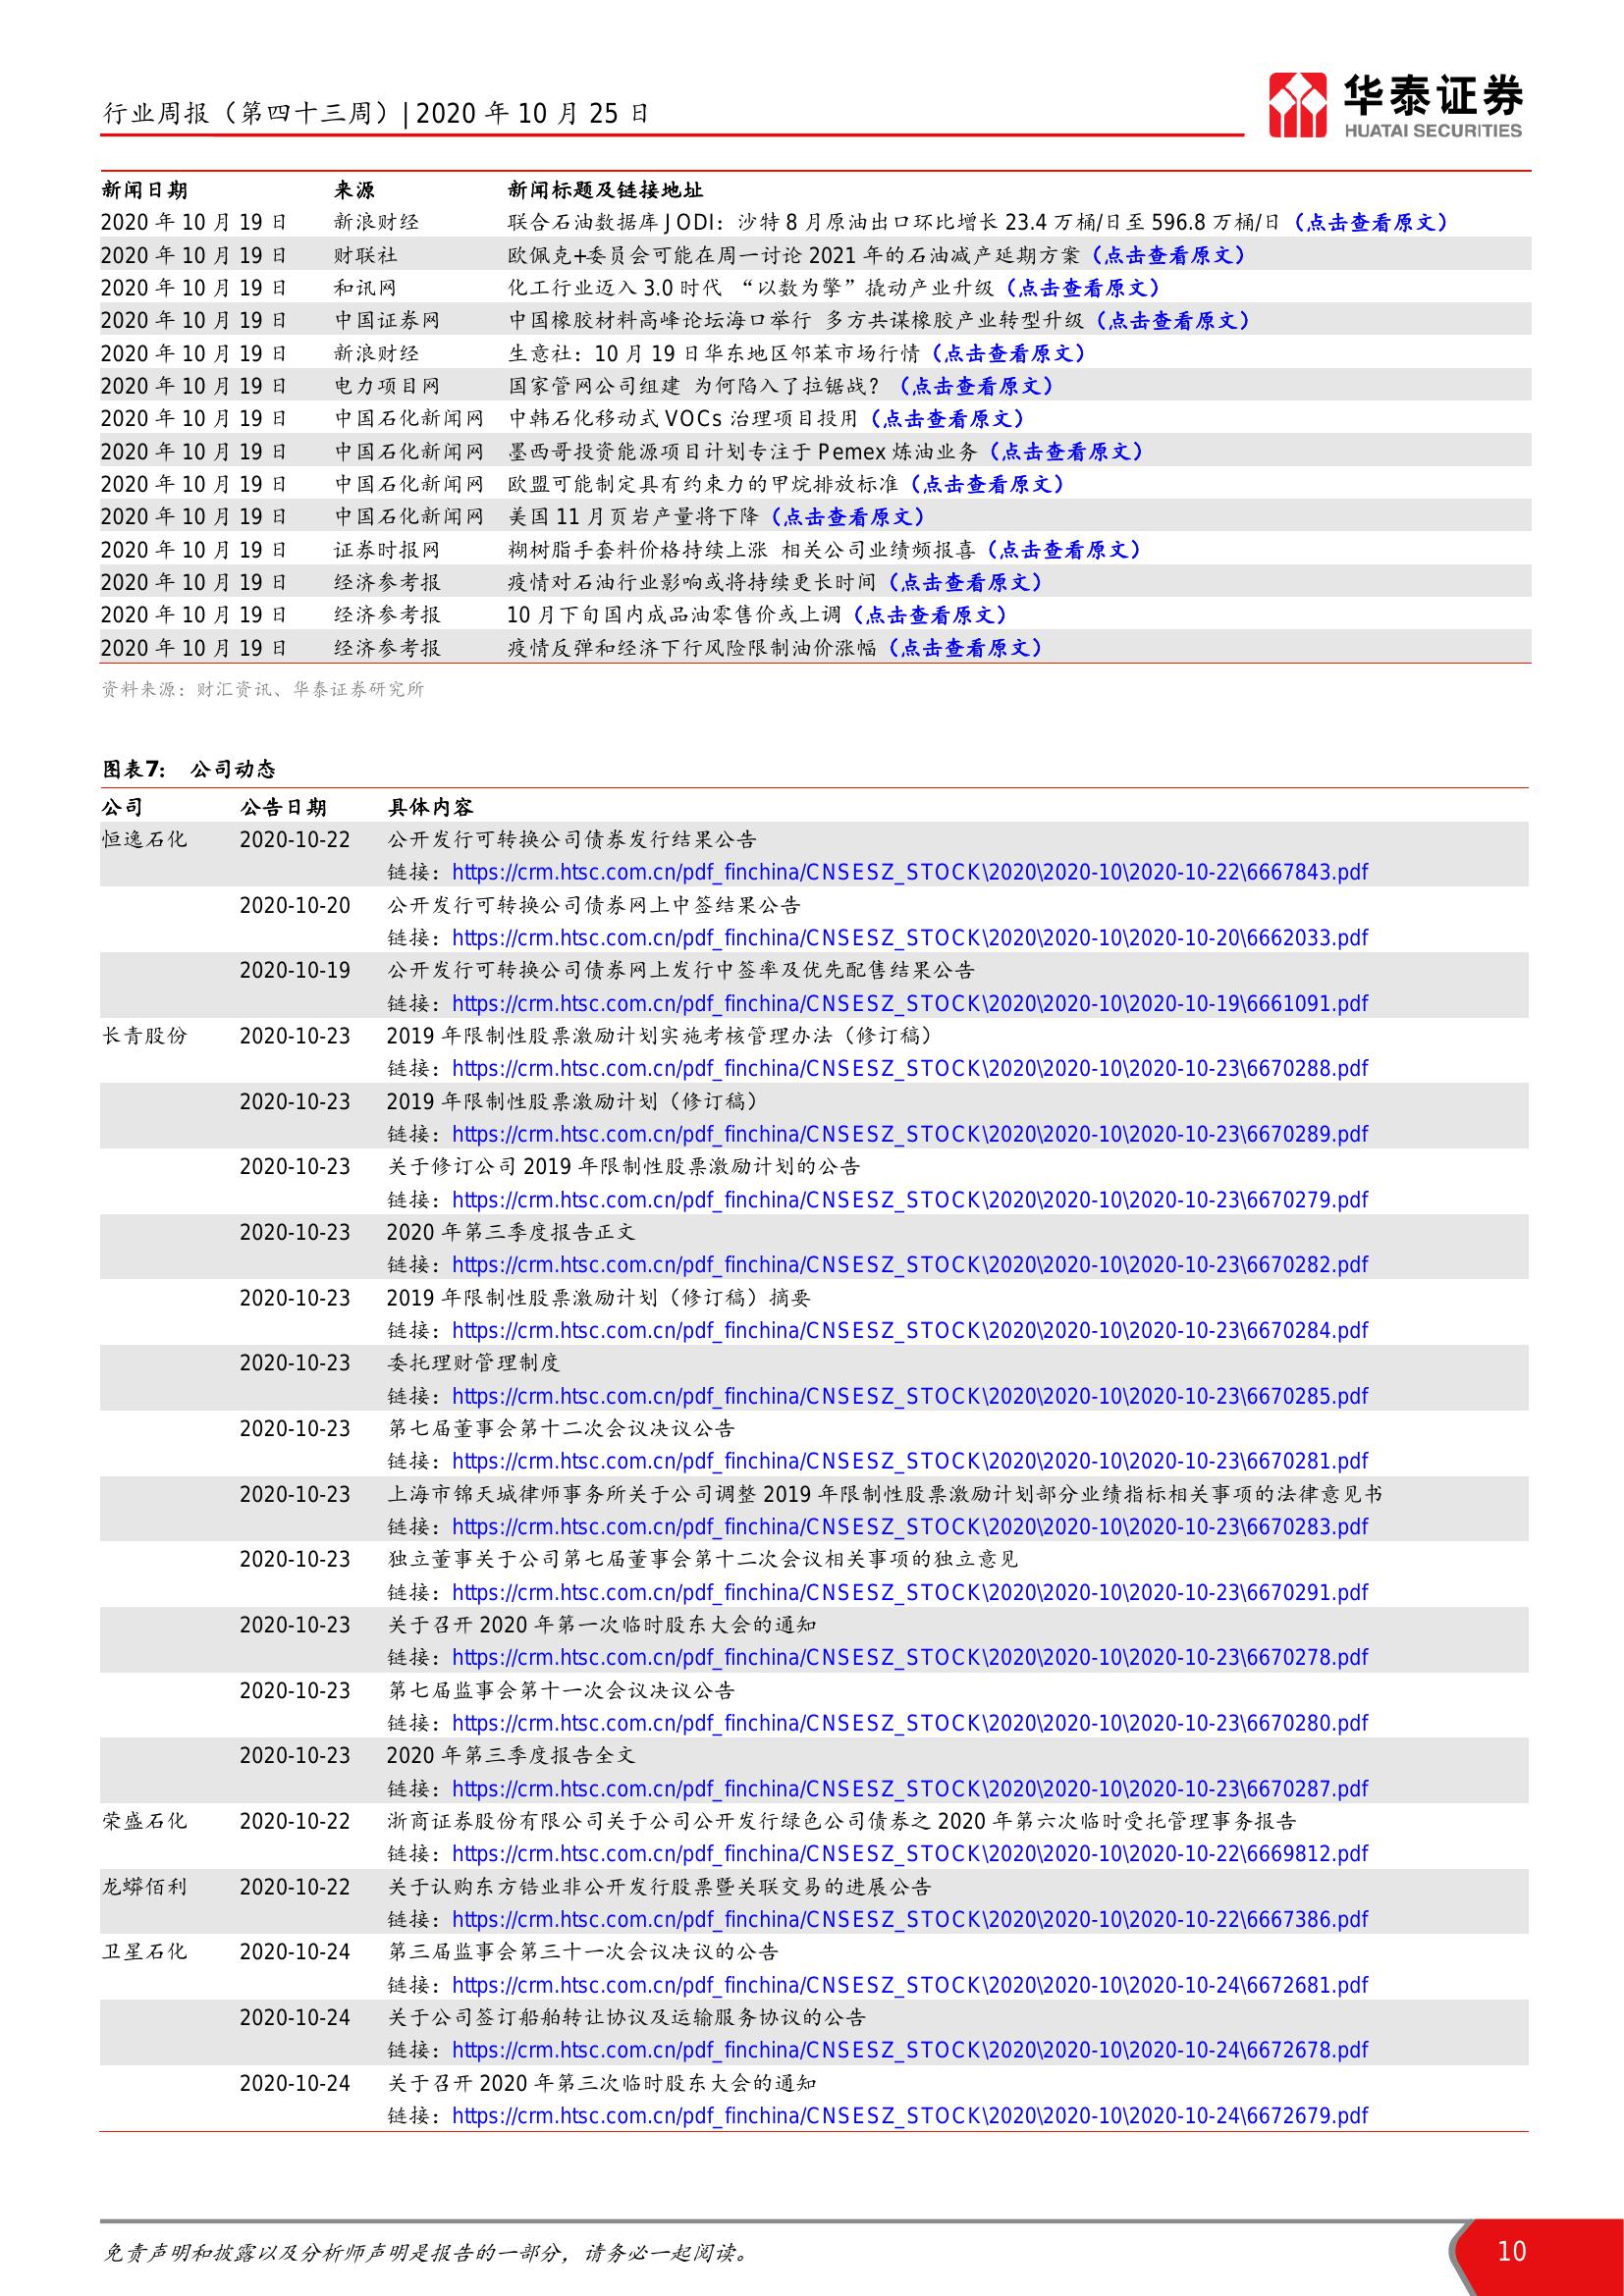 行业周报（第四十三周）| 2020 年 10 月 25 日
华泰证券
HUATAI SECURITIES
新闻日期 来源 新闻标题及链接地址
2020 年 10 月 19 日 新浪财经 联合石油数据库 JODI：沙特 8 月原油出口环比增长 23.4 万桶/日至 596.8 万桶/日（点击查看原文）
2020 年 10 月 19 日 财联社 欧佩克+委员会可能在周一讨论 2021 年的石油减产延期方案（点击查看原文）
2020 年 10 月 19 日 和讯网 化工行业迈入 3.0 时代 “以数为擎”撬动产业升级（点击查看原文）
2020 年 10 月 19 日 中国证券网 中国橡胶材料高峰论坛海口举行 多方共谋橡胶产业转型升级（点击查看原文）
2020 年 10 月 19 日 新浪财经 生意社：10 月 19 日华东地区邻苯市场行情（点击查看原文）
2020 年 10 月 19 日 电力项目网 国家管网公司组建 为何陷入了拉锯战？（点击查看原文）
2020 年 10 月 19 日 中国石化新闻网 中韩石化移动式 VOCs 治理项目投用（点击查看原文）
2020 年 10 月 19 日 中国石化新闻网 墨西哥投资能源项目计划专注于 Pemex 炼油业务（点击查看原文）
2020 年 10 月 19 日 中国石化新闻网 欧盟可能制定具有约束力的甲烷排放标准（点击查看原文）
2020 年 10 月 19 日 中国石化新闻网 美国 11 月页岩产量将下降（点击查看原文）
2020 年 10 月 19 日 证券时报网 糊树脂手套料价格持续上涨 相关公司业绩频报喜（点击查看原文）
2020 年 10 月 19 日 经济参考报 疫情对石油行业影响或将持续更长时间（点击查看原文）
2020 年 10 月 19 日 经济参考报 10 月下旬国内成品油零售价或上调（点击查看原文）
2020 年 10 月 19 日 经济参考报 疫情反弹和经济下行风险限制油价涨幅（点击查看原文）
资料来源：财汇资讯、华泰证券研究所
图表7： 公司动态
公司 公告日期 具体内容
恒逸石化 2020-10-22 公开发行可转换公司债券发行结果公告
链接：https://crm.htsc.com.cn/pdf_finchina/CNSESZ_STOCK\2020\2020-10\2020-10-22\6667843.pdf
2020-10-20 公开发行可转换公司债券网上中签结果公告
链接：https://crm.htsc.com.cn/pdf_finchina/CNSESZ_STOCK\2020\2020-10\2020-10-20\6662033.pdf
2020-10-19 公开发行可转换公司债券网上发行中签率及优先配售结果公告
链接：https://crm.htsc.com.cn/pdf_finchina/CNSESZ_STOCK\2020\2020-10\2020-10-19\6661091.pdf
长青股份 2020-10-23 2019 年限制性股票激励计划实施考核管理办法（修订稿）
链接：https://crm.htsc.com.cn/pdf_finchina/CNSESZ_STOCK\2020\2020-10\2020-10-23\6670288.pdf
2020-10-23 2019 年限制性股票激励计划（修订稿）
链接：https://crm.htsc.com.cn/pdf_finchina/CNSESZ_STOCK\2020\2020-10\2020-10-23\6670289.pdf
2020-10-23 关于修订公司 2019 年限制性股票激励计划的公告
链接：https://crm.htsc.com.cn/pdf_finchina/CNSESZ_STOCK\2020\2020-10\2020-10-23\6670279.pdf
2020-10-23 2020 年第三季度报告正文
链接：https://crm.htsc.com.cn/pdf_finchina/CNSESZ_STOCK\2020\2020-10\2020-10-23\6670282.pdf
2020-10-23 2019 年限制性股票激励计划（修订稿）摘要
链接：https://crm.htsc.com.cn/pdf_finchina/CNSESZ_STOCK\2020\2020-10\2020-10-23\6670284.pdf
2020-10-23 委托理财管理制度
链接：https://crm.htsc.com.cn/pdf_finchina/CNSESZ_STOCK\2020\2020-10\2020-10-23\6670285.pdf
2020-10-23 第七届董事会第十二次会议决议公告
链接：https://crm.htsc.com.cn/pdf_finchina/CNSESZ_STOCK\2020\2020-10\2020-10-23\6670281.pdf
2020-10-23 上海市锦天城律师事务所关于公司调整 2019 年限制性股票激励计划部分业绩指标相关事项的法律意见书
链接：https://crm.htsc.com.cn/pdf_finchina/CNSESZ_STOCK\2020\2020-10\2020-10-23\6670283.pdf
2020-10-23 独立董事关于公司第七届董事会第十二次会议相关事项的独立意见
链接：https://crm.htsc.com.cn/pdf_finchina/CNSESZ_STOCK\2020\2020-10\2020-10-23\6670291.pdf
2020-10-23 关于召开 2020 年第一次临时股东大会的通知
链接：https://crm.htsc.com.cn/pdf_finchina/CNSESZ_STOCK\2020\2020-10\2020-10-23\6670278.pdf
2020-10-23 第七届监事会第十一次会议决议公告
链接：https://crm.htsc.com.cn/pdf_finchina/CNSESZ_STOCK\2020\2020-10\2020-10-23\6670280.pdf
2020-10-23 2020 年第三季度报告全文
链接：https://crm.htsc.com.cn/pdf_finchina/CNSESZ_STOCK\2020\2020-10\2020-10-23\6670287.pdf
荣盛石化 2020-10-22 浙商证券股份有限公司关于公司公开发行绿色公司债券之 2020 年第六次临时受托管理事务报告
链接：https://crm.htsc.com.cn/pdf_finchina/CNSESZ_STOCK\2020\2020-10\2020-10-22\6669812.pdf
龙蟒佰利 2020-10-22 关于认购东方锆业非公开发行股票暨关联交易的进展公告
链接：https://crm.htsc.com.cn/pdf_finchina/CNSESZ_STOCK\2020\2020-10\2020-10-22\6667386.pdf
卫星石化 2020-10-24 第三届监事会第三十一次会议决议的公告
链接：https://crm.htsc.com.cn/pdf_finchina/CNSESZ_STOCK\2020\2020-10\2020-10-24\6672681.pdf
2020-10-24 关于公司签订船舶转让协议及运输服务协议的公告
链接：https://crm.htsc.com.cn/pdf_finchina/CNSESZ_STOCK\2020\2020-10\2020-10-24\6672678.pdf
2020-10-24 关于召开 2020 年第三次临时股东大会的通知
链接：https://crm.htsc.com.cn/pdf_finchina/CNSESZ_STOCK\2020\2020-10\2020-10-24\6672679.pdf
免责声明和披露以及分析师声明是报告的一部分，请务必一起阅读。
10